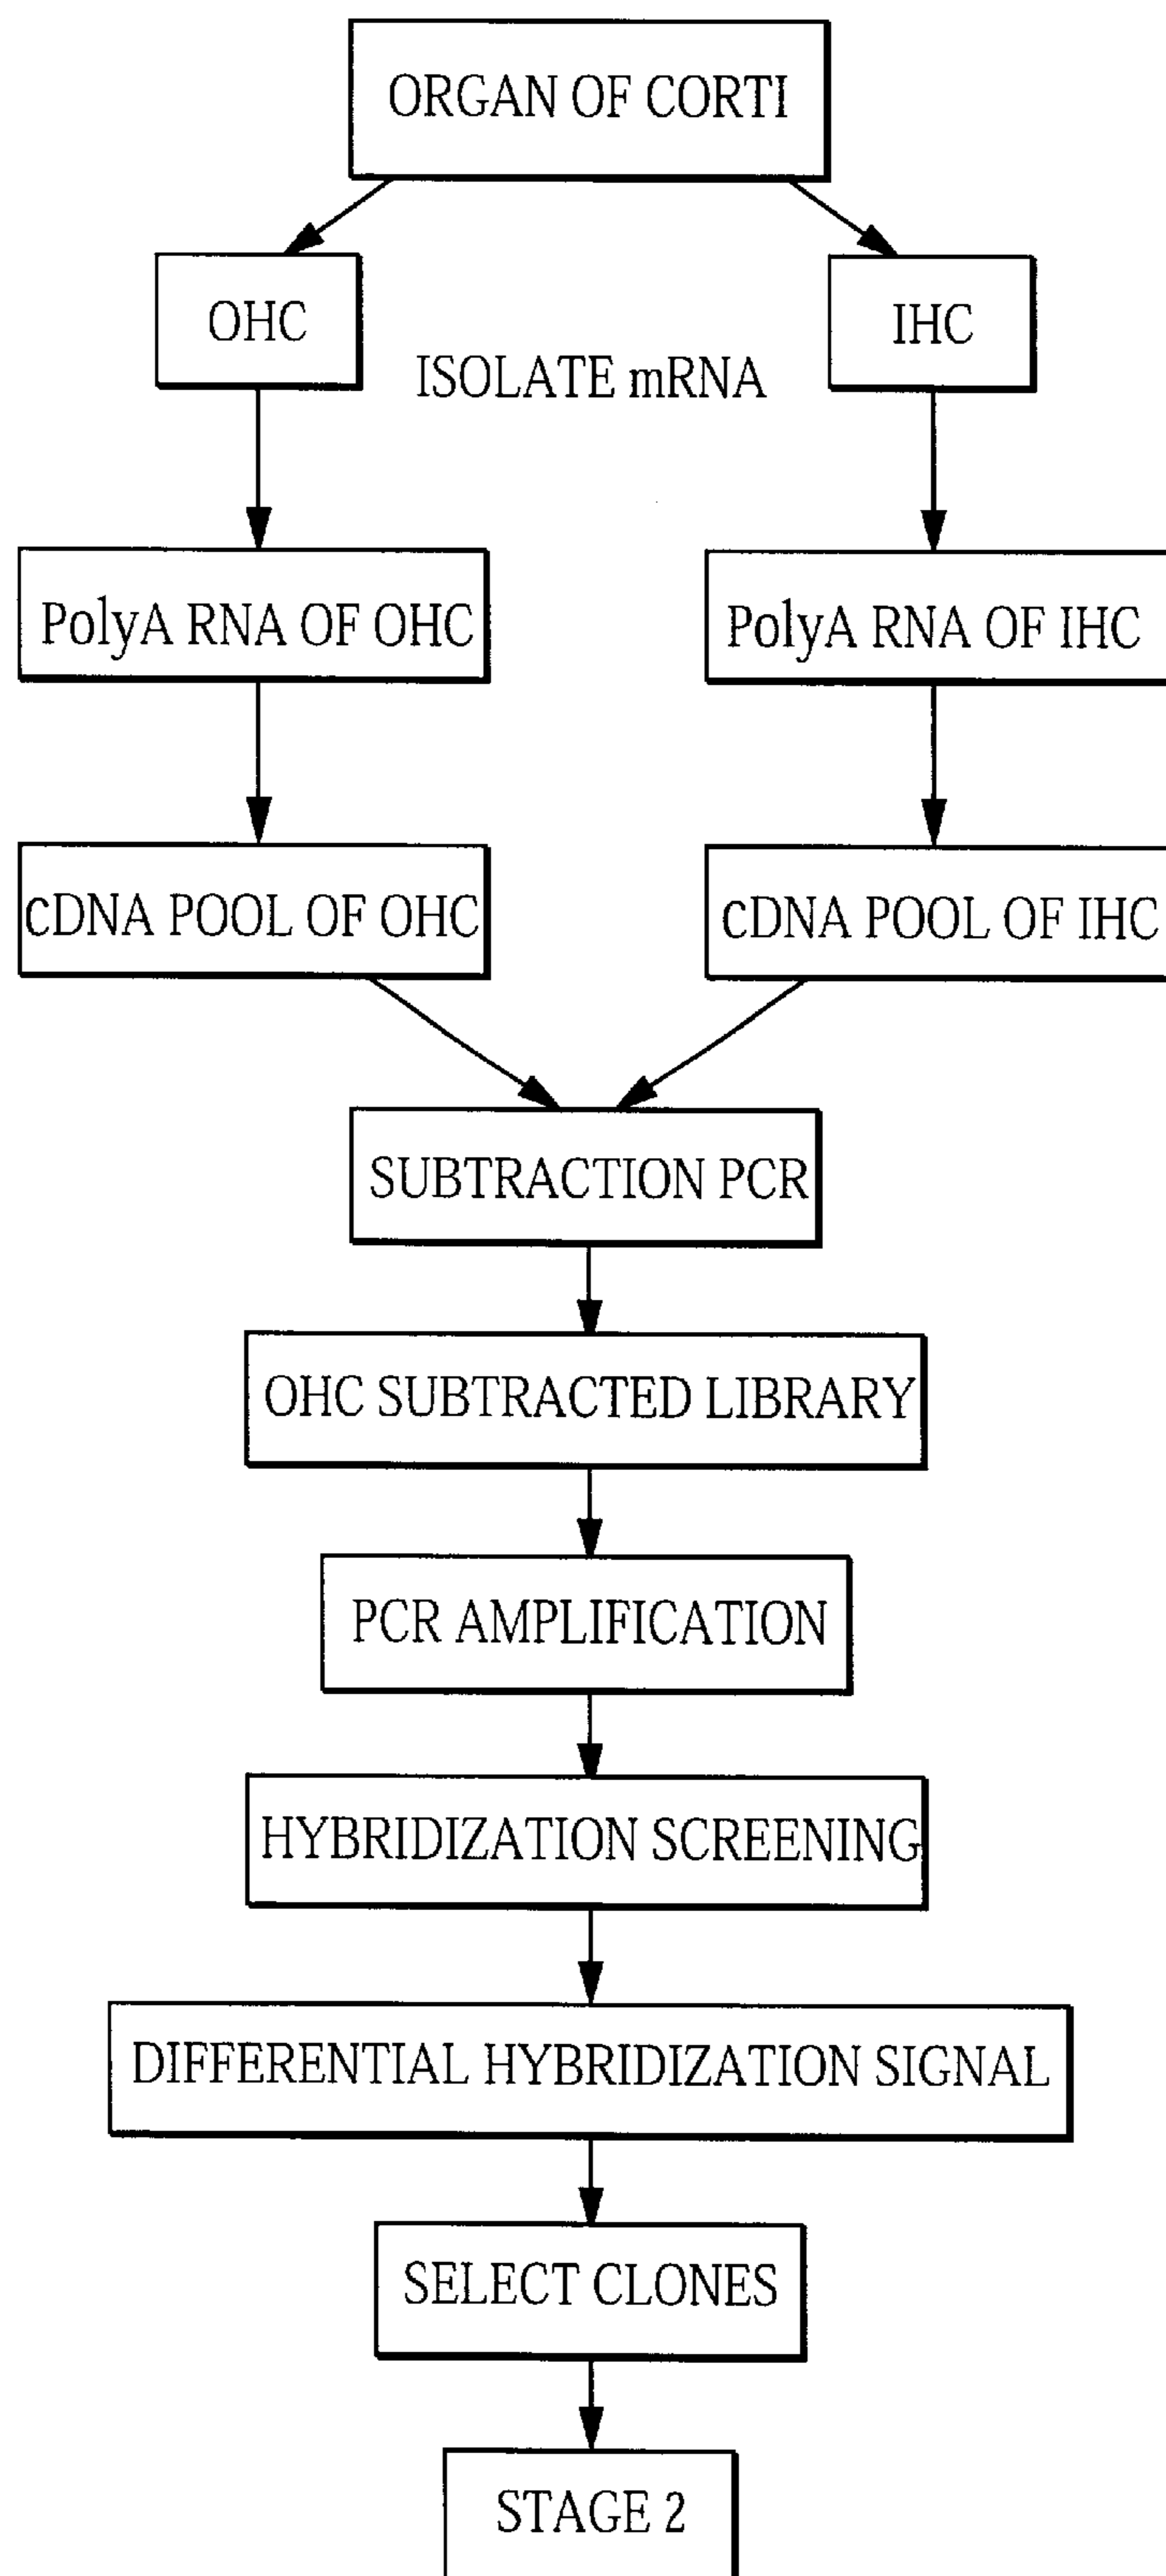 ORGAN OF CORTI
OHC
IHC
ISOLATE mRNA
PolyA RNA OF OHC
PolyA RNA OF IHC
cDNA POOL OF OHC
cDNA POOL OF IHC
SUBTRACTION PCR
OHC SUBTRACTED LIBRARY
PCR AMPLIFICATION
HYBRIDIZATION SCREENING
DIFFERENTIAL HYBRIDIZATION SIGNAL
SELECT CLONES
STAGE 2